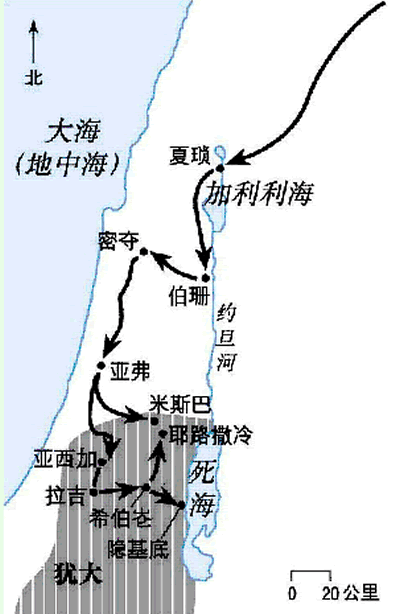 北
大海
(地中海)
夏琐
加利利海
密夺
伯珊
约旦河
亚弗
米斯巴
耶路撒冷
亚西加
死海
拉吉
希伯仑
隐基底
犹大
0 20公里